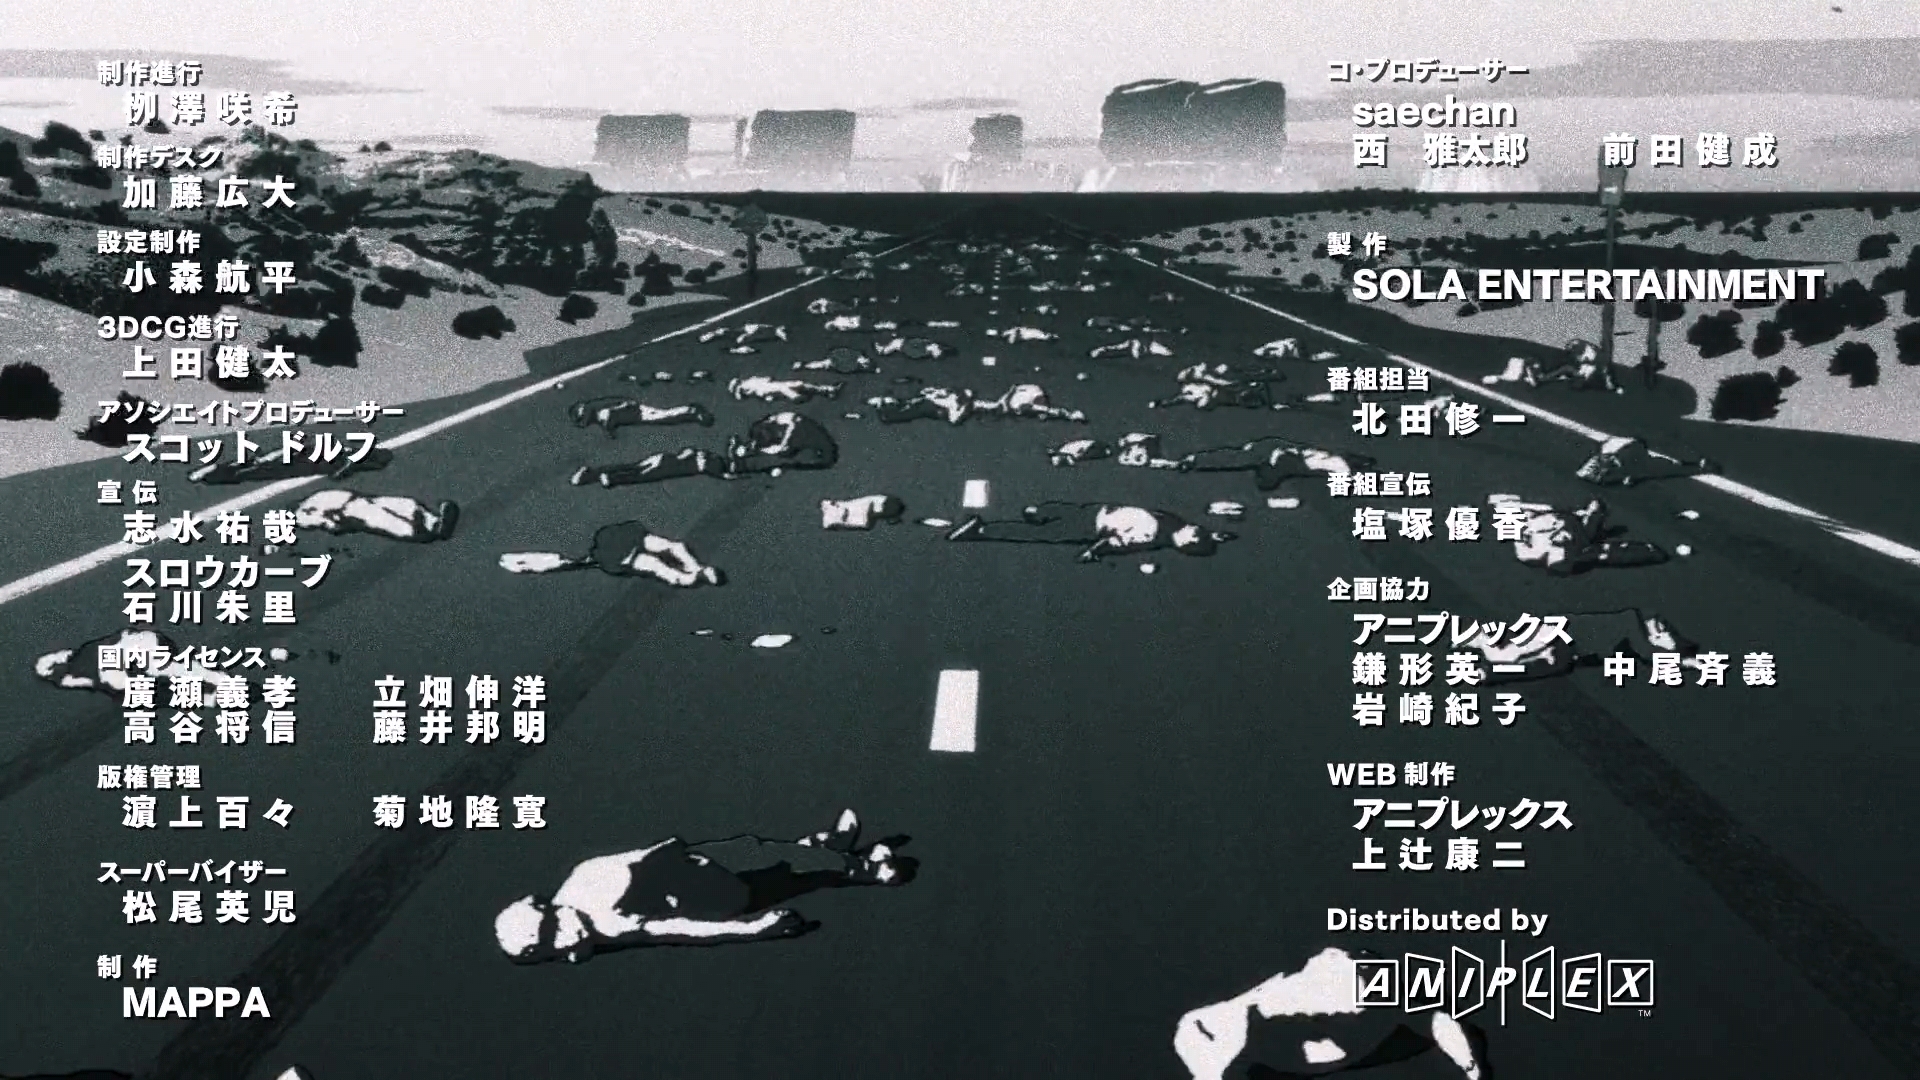 制作進行
栁澤咲希
制作デスク
加藤広大
設定制作
小森航平
3DCG進行
上田健太
アソシエイトプロデューサー
スコット ドルフ
宣伝
志水祐哉
スロウカーブ
石川朱里
国内ライセンス
廣瀬義孝 立畑伸洋
高谷将信 藤井邦明
版権管理
濵上百々 菊地隆寛
スーパーバイザー
松尾英児
制作
MAPPA
コ・プロデューサー
saechan
西 雅太郎 前田健成
製作
SOLA ENTERTAINMENT
番組担当
北田修一
番組宣伝
塩塚優香
企画協力
アニプレックス
鎌形英一 中尾斉義
岩崎紀子
WEB制作
アニプレックス
上辻康二
Distributed by
ANIPLEX
TM